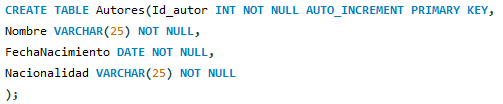 CREATE TABLE Autores(Id_autor INT NOT NULL AUTO_INCREMENT PRIMARY KEY,
Nombre VARCHAR(25) NOT NULL,
FechaNacimiento DATE NOT NULL,
Nacionalidad VARCHAR(25) NOT NULL
);